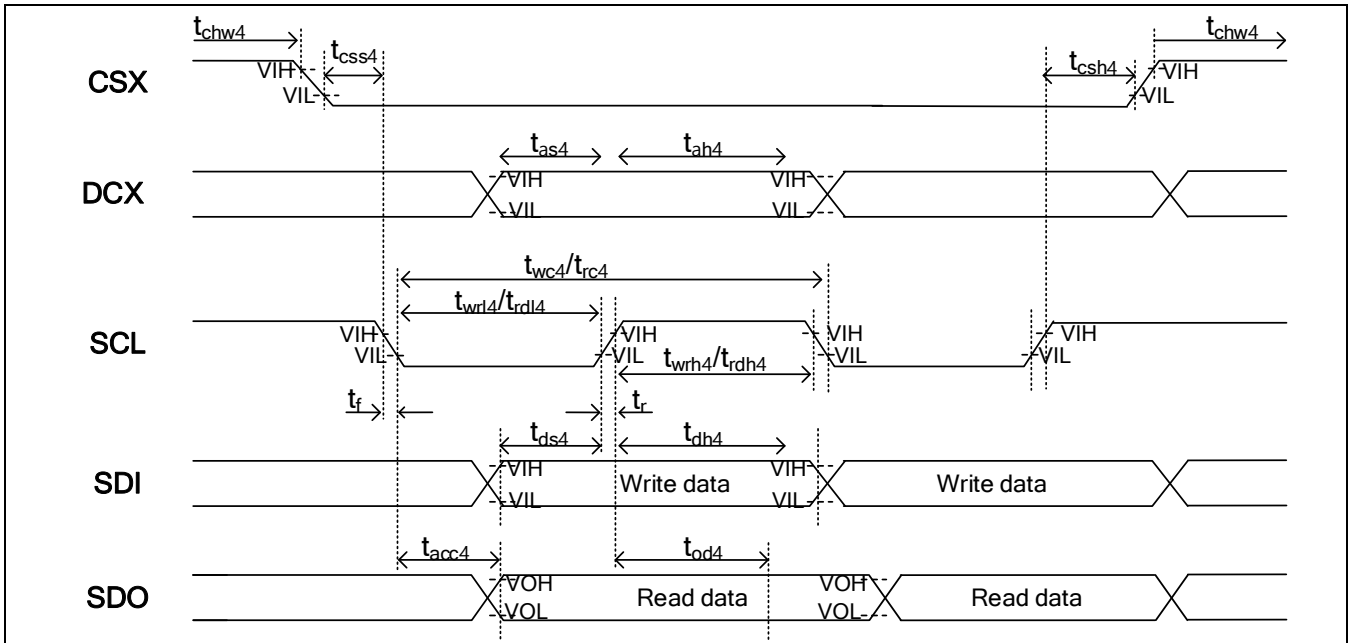 tchw4 tchw4
tcss4 tcsh4
CSX VIH VIH
VIL VIL
tas4 tah4
DCX VIH VIH
VIL VIL
twc4/trc4
twrl4/trdl4
SCL VIH VIH VIH VIH
VIL VIL VIL VIL
twrh4/trdh4
tf tr
tds4 tdh4
SDI VIH VIH
Write data Write data
VIL VIL
tacc4 tod4
SDO VOH VOH
Read data Read data
VOL VOL